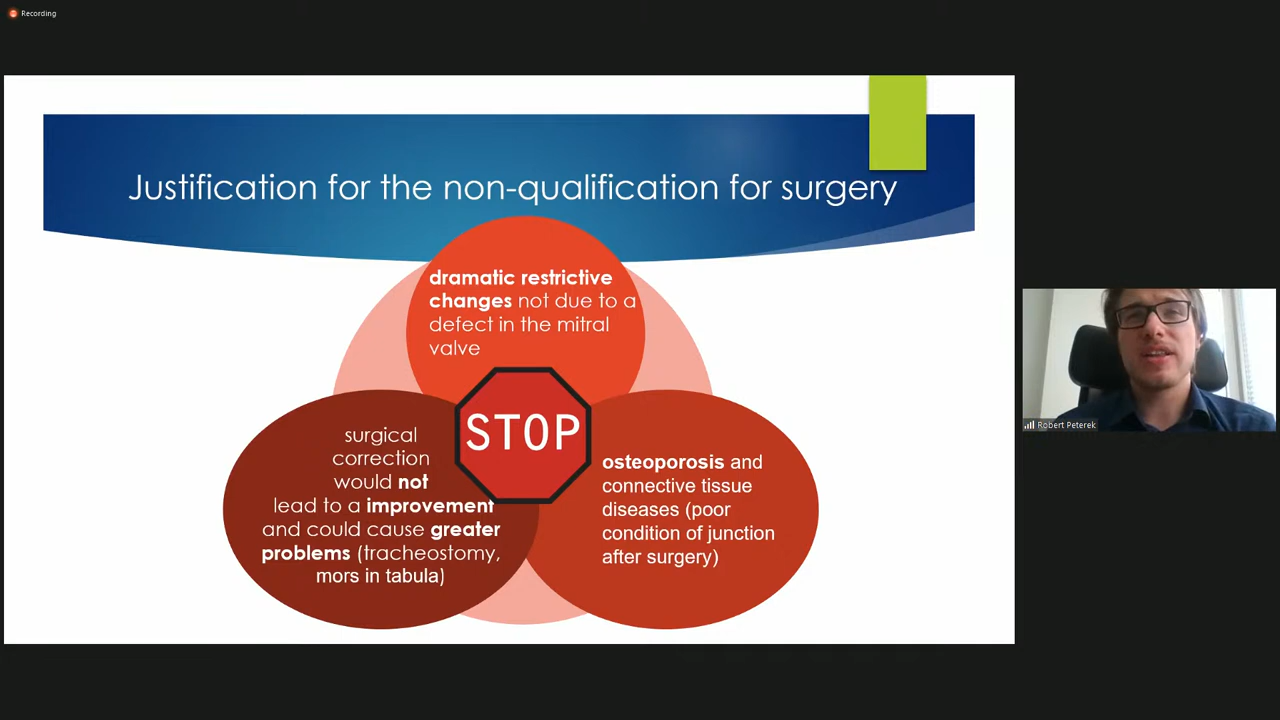 Recording
Justification for the non-qualification for surgery
dramatic restrictive
changes not due to a
defect in the mitral
valve
STOP
surgical
correction
would not
lead to a improvement
and could cause greater
problems (tracheostomy,
mors in tabula)
osteoporosis and
connective tissue
diseases (poor
condition of junction
after surgery)
Robert Peterek